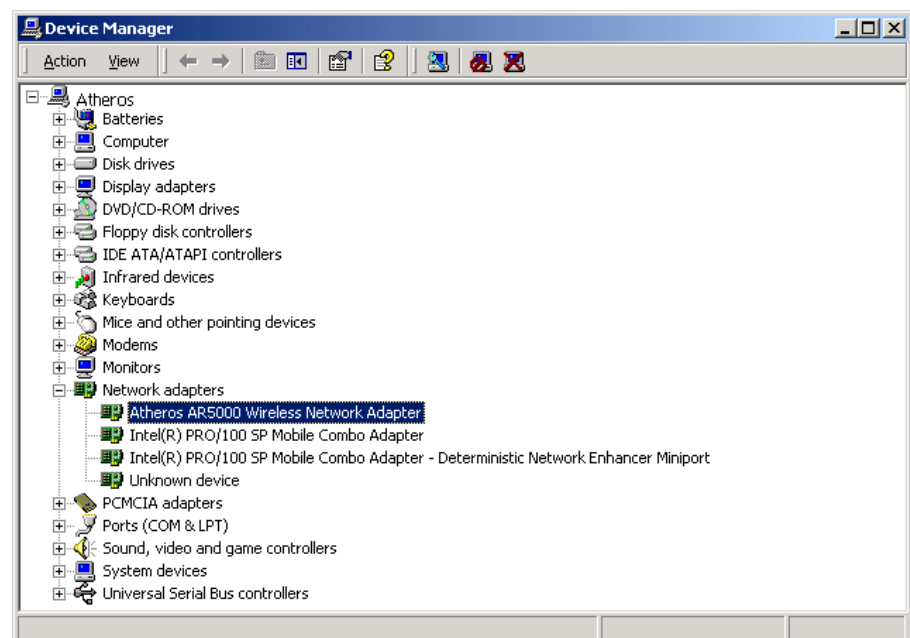 Device Manager
Action View
Atheros
Batteries
Computer
Disk drives
Display adapters
DVD/CD-ROM drives
Floppy disk controllers
IDE ATA/ATAPI controllers
Infrared devices
Keyboards
Mice and other pointing devices
Modems
Monitors
Network adapters
Atheros AR5000 Wireless Network Adapter
Intel(R) PRO/100 SP Mobile Combo Adapter
Intel(R) PRO/100 SP Mobile Combo Adapter - Deterministic Network Enhancer Miniport
Unknown device
PCMCIA adapters
Ports (COM & LPT)
Sound, video and game controllers
System devices
Universal Serial Bus controllers